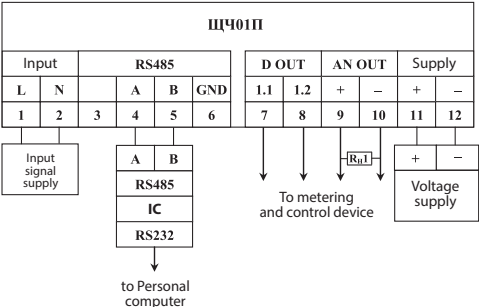 ЩЧ01П
Input RS485 D OUT AN OUT Supply
L N A B GND 1.1 1.2 + – + –
1 2 3 4 5 6 7 8 9 10 11 12
Input
signal
supply
A B
RS485
IC
RS232
to Personal
computer
RН1
To metering
and control device
+ –
Voltage
supply